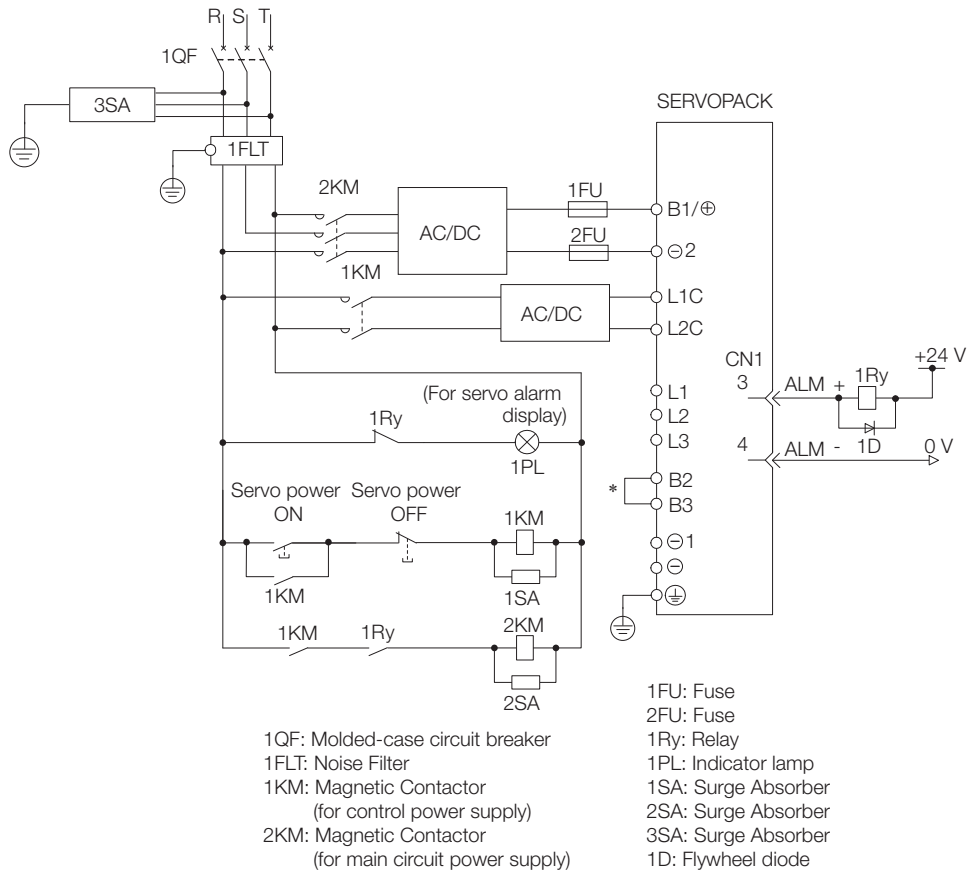 R S T
1QF
3SA
1FLT
SERVOPACK
2KM
1FU
B1/⊕
AC/DC
2FU
⊖2
1KM
L1C
AC/DC
L2C
CN1
+24 V
3
ALM +
1Ry
L1
(For servo alarm
display)
L2
1Ry
L3
1PL
4
ALM -
1D
0 V
B2
*
B3
Servo power
ON
Servo power
OFF
1KM
⊖1
1KM
1SA
⊖
1KM
1Ry
2KM
2SA
1QF: Molded-case circuit breaker
1FLT: Noise Filter
1KM: Magnetic Contactor
(for control power supply)
2KM: Magnetic Contactor
(for main circuit power supply)
1FU: Fuse
2FU: Fuse
1Ry: Relay
1PL: Indicator lamp
1SA: Surge Absorber
2SA: Surge Absorber
3SA: Surge Absorber
1D: Flywheel diode